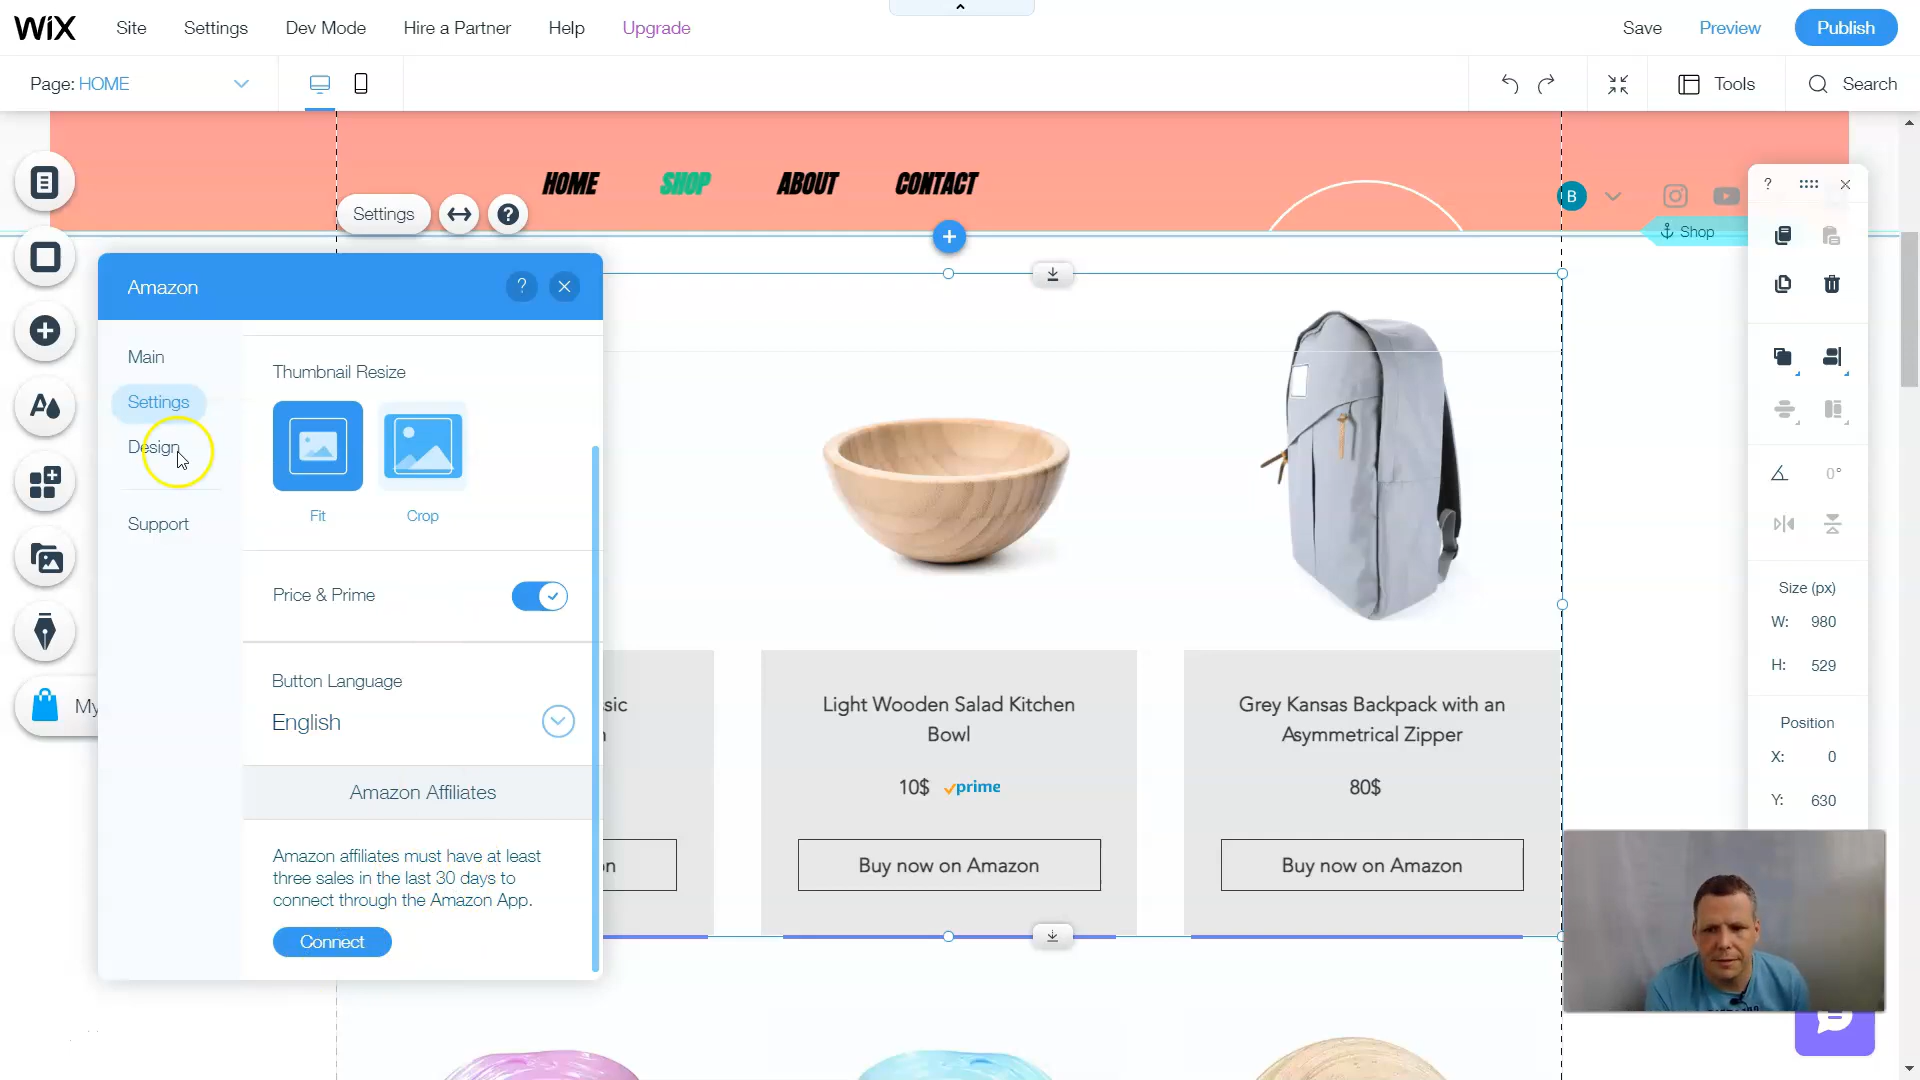 WiX
Site
Settings
Dev Mode
Hire a Partner
Help
Upgrade
Save
Preview
Publish
Page: HOME
Tools
Search
HOME
SHOP
ABOUT
CONTACT
B
Settings
?
?
Shop
Amazon
?
Main
Settings
Design
Support
Thumbnail Resize
Fit
Crop
Price & Prime
Button Language
English
Amazon Affiliates
Amazon affiliates must have at least
three sales in the last 30 days to
connect through the Amazon App.
Connect
My
sic
n
n
Light Wooden Salad Kitchen
Bowl
10$ prime
Buy now on Amazon
Grey Kansas Backpack with an
Asymmetrical Zipper
80$
Buy now on Amazon
0°
Size (px)
W: 980
H: 529
Position
X: 0
Y: 630